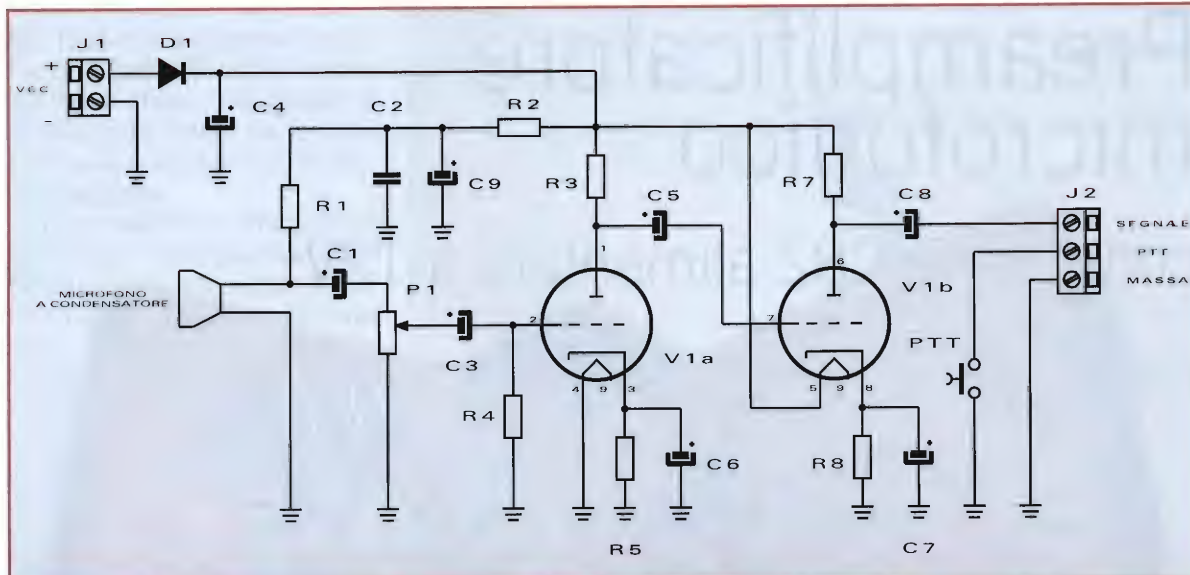 J1
D1
+
VCC
-
C4
C2
R2
C9
R1
R3
C5
R7
C8
J2
SEGNALE
PTT
MASSA
C1
P1
MICROFONO
A CONDENSATORE
C3
1
2
V1a
4 9 3
6
7
V1b
5 9 8
PTT
R4
R5
C6
R8
C7